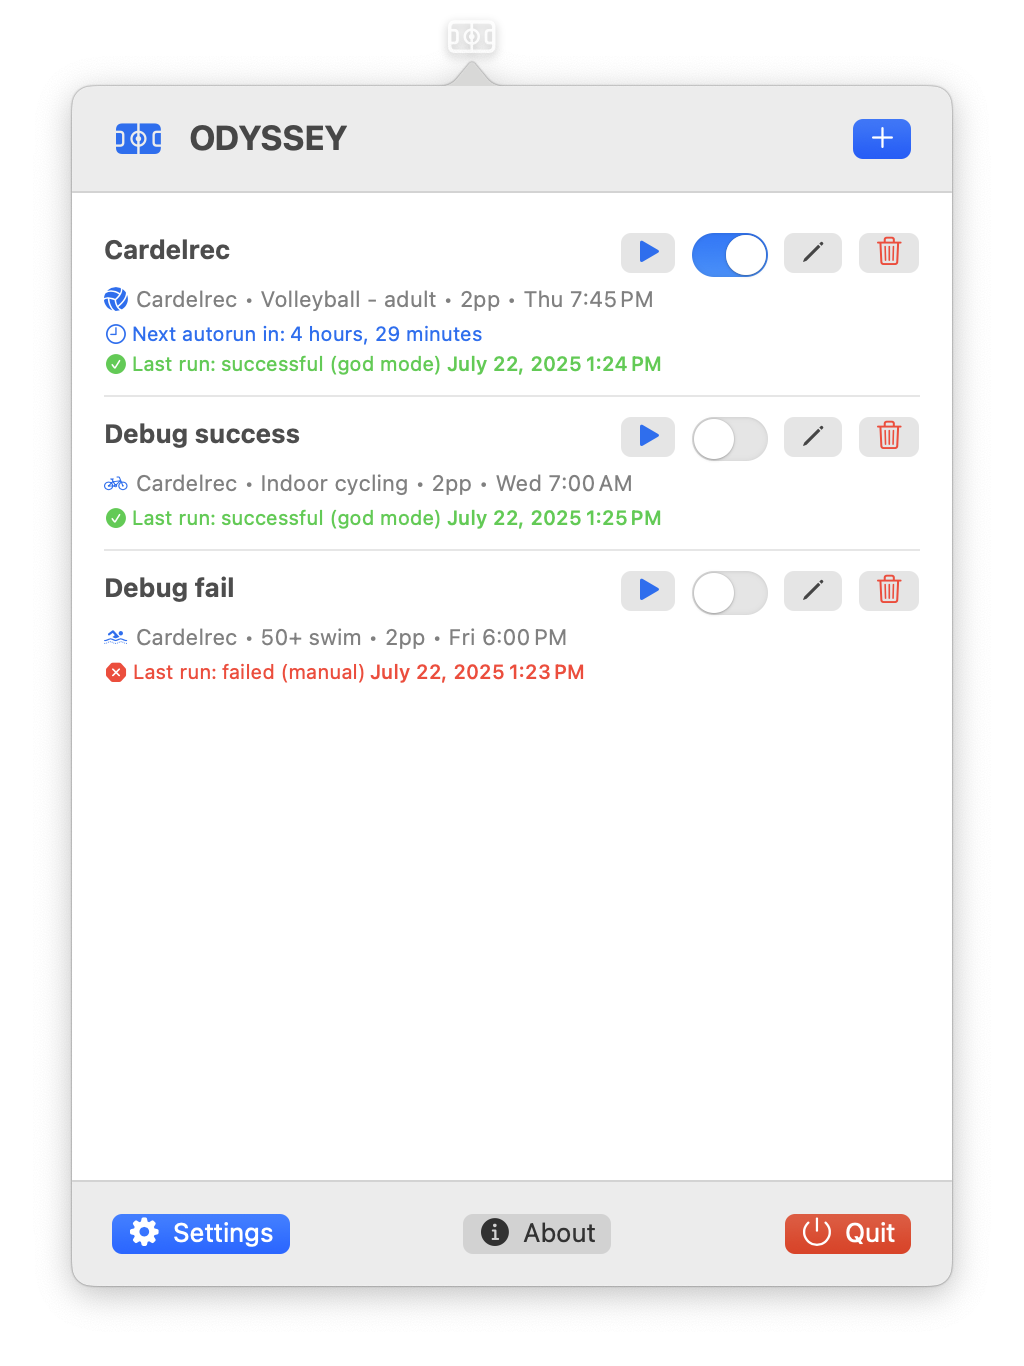 ODYSSEY
Cardelrec
Cardelrec • Volleyball - adult • 2pp • Thu 7:45 PM
Next autorun in: 4 hours, 29 minutes
Last run: successful (god mode) July 22, 2025 1:24 PM
Debug success
Cardelrec • Indoor cycling • 2pp • Wed 7:00 AM
Last run: successful (god mode) July 22, 2025 1:25 PM
Debug fail
Cardelrec • 50+ swim • 2pp • Fri 6:00 PM
Last run: failed (manual) July 22, 2025 1:23 PM
Settings
About
Quit